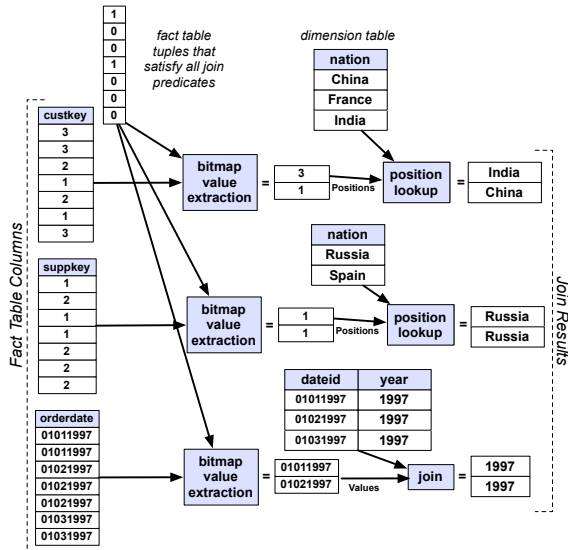 1
0
0
1
0
0
0
fact table
tuples that
satisfy all join
predicates
dimension table
nation
China
France
India
Fact Table Columns
custkey
3
3
2
1
2
1
3
bitmap
value
extraction
=
3
1
Positions
position
lookup
=
India
China
suppkey
1
2
1
1
2
2
2
bitmap
value
extraction
=
1
1
Positions
nation
Russia
Spain
position
lookup
=
Russia
Russia
Join Results
orderdate
01011997
01011997
01021997
01021997
01021997
01031997
01031997
bitmap
value
extraction
=
01011997
01021997
Values
dateid year
01011997 1997
01021997 1997
01031997 1997
join
=
1997
1997